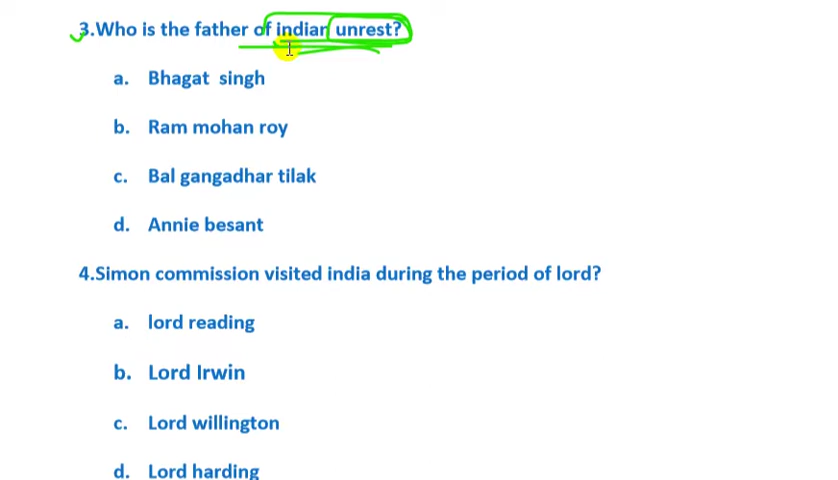 3.Who is the father of indian unrest?
a. Bhagat singh
b. Ram mohan roy
c. Bal gangadhar tilak
d. Annie besant
4.Simon commission visited india during the period of lord?
a. lord reading
b. Lord Irwin
c. Lord willington
d. Lord harding